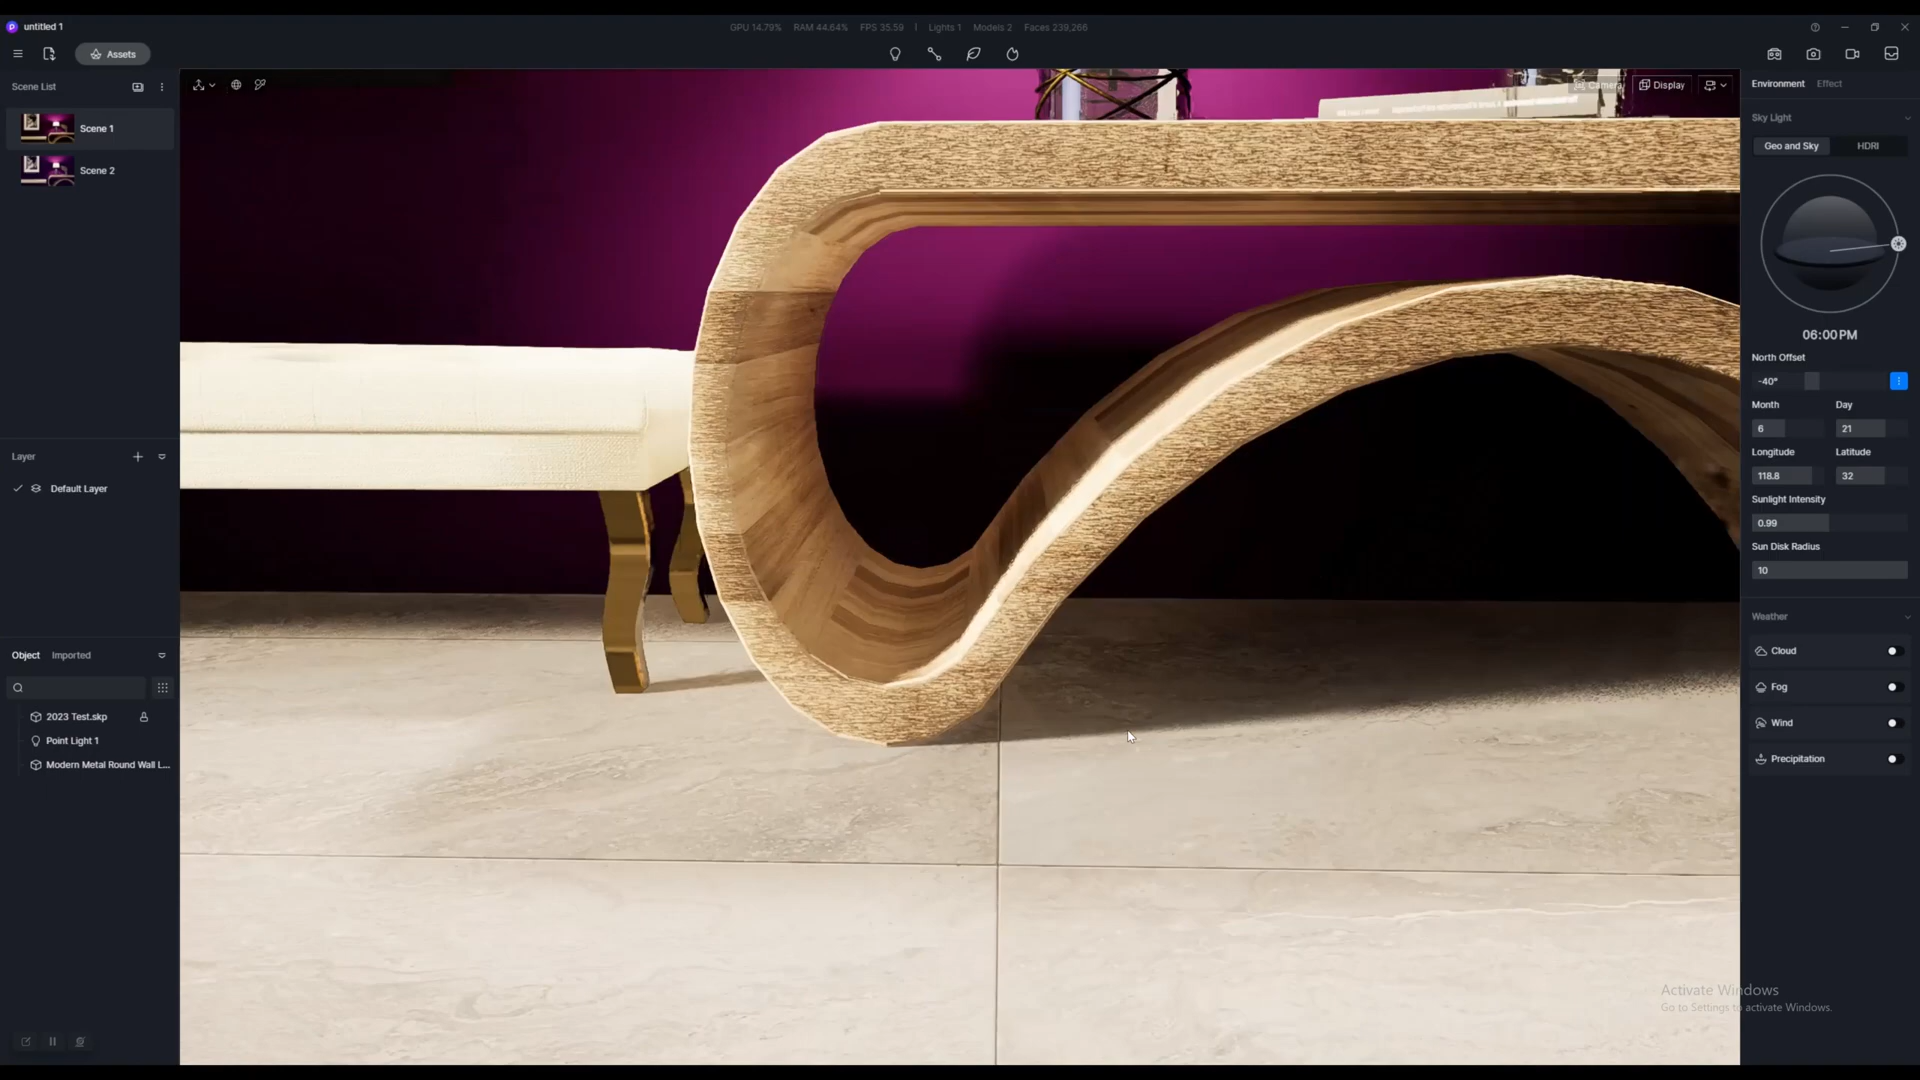 untitled 1
GPU 14.79% RAM 44.64% FPS 35.59 | Lights 1 Models 2 Faces 239,266
Assets
Scene List
Scene 1
Scene 2
Layer
Default Layer
Object Imported
2023 Test.skp
Point Light 1
Modern Metal Round Wall L...
Camera
Display
Environment Effect
Sky Light
Geo and Sky HDRI
06:00PM
North Offset
-40°
Month Day
6 21
Longitude Latitude
118.8 32
Sunlight Intensity
0.99
Sun Disk Radius
10
Weather
Cloud
Fog
Wind
Precipitation
Activate Windows
Go to Settings to activate Windows.